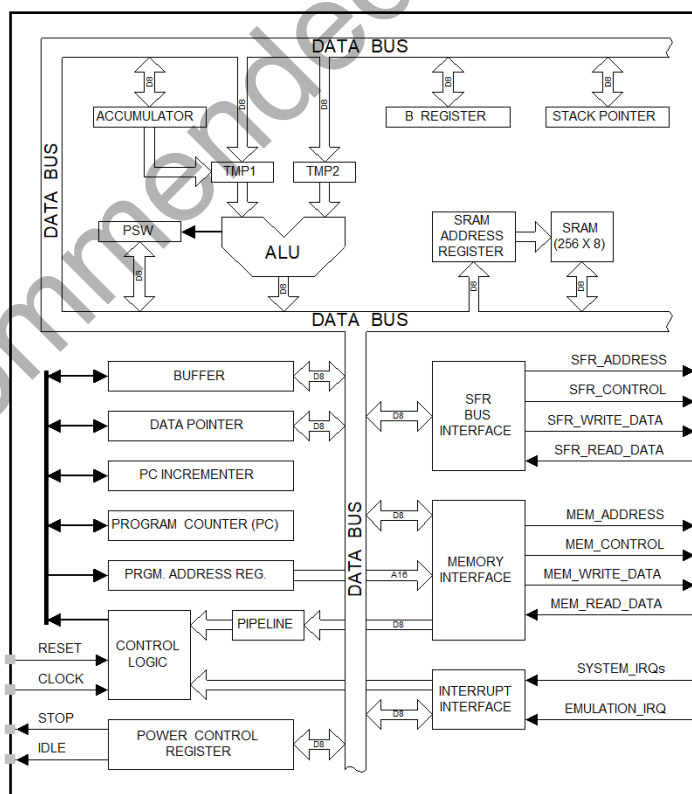 DATA BUS
D8
D8
D8
D8
D8
ACCUMULATOR
B REGISTER
STACK POINTER
DATA BUS
TMP1
TMP2
PSW
ALU
SRAM
ADDRESS
REGISTER
SRAM
(256 X 8)
D8
D8
D8
D8
DATA BUS
BUFFER
D8
DATA POINTER
D8
PC INCREMENTER
PROGRAM COUNTER (PC)
PRGM. ADDRESS REG.
A16
DATA BUS
D8
SFR
BUS
INTERFACE
SFR_ADDRESS
SFR_CONTROL
SFR_WRITE_DATA
SFR_READ_DATA
D8
MEMORY
INTERFACE
MEM_ADDRESS
MEM_CONTROL
MEM_WRITE_DATA
MEM_READ_DATA
PIPELINE
D8
RESET
CLOCK
CONTROL
LOGIC
INTERRUPT
INTERFACE
D8
SYSTEM_IRQs
EMULATION_IRQ
STOP
IDLE
POWER CONTROL
REGISTER
D8
ommended